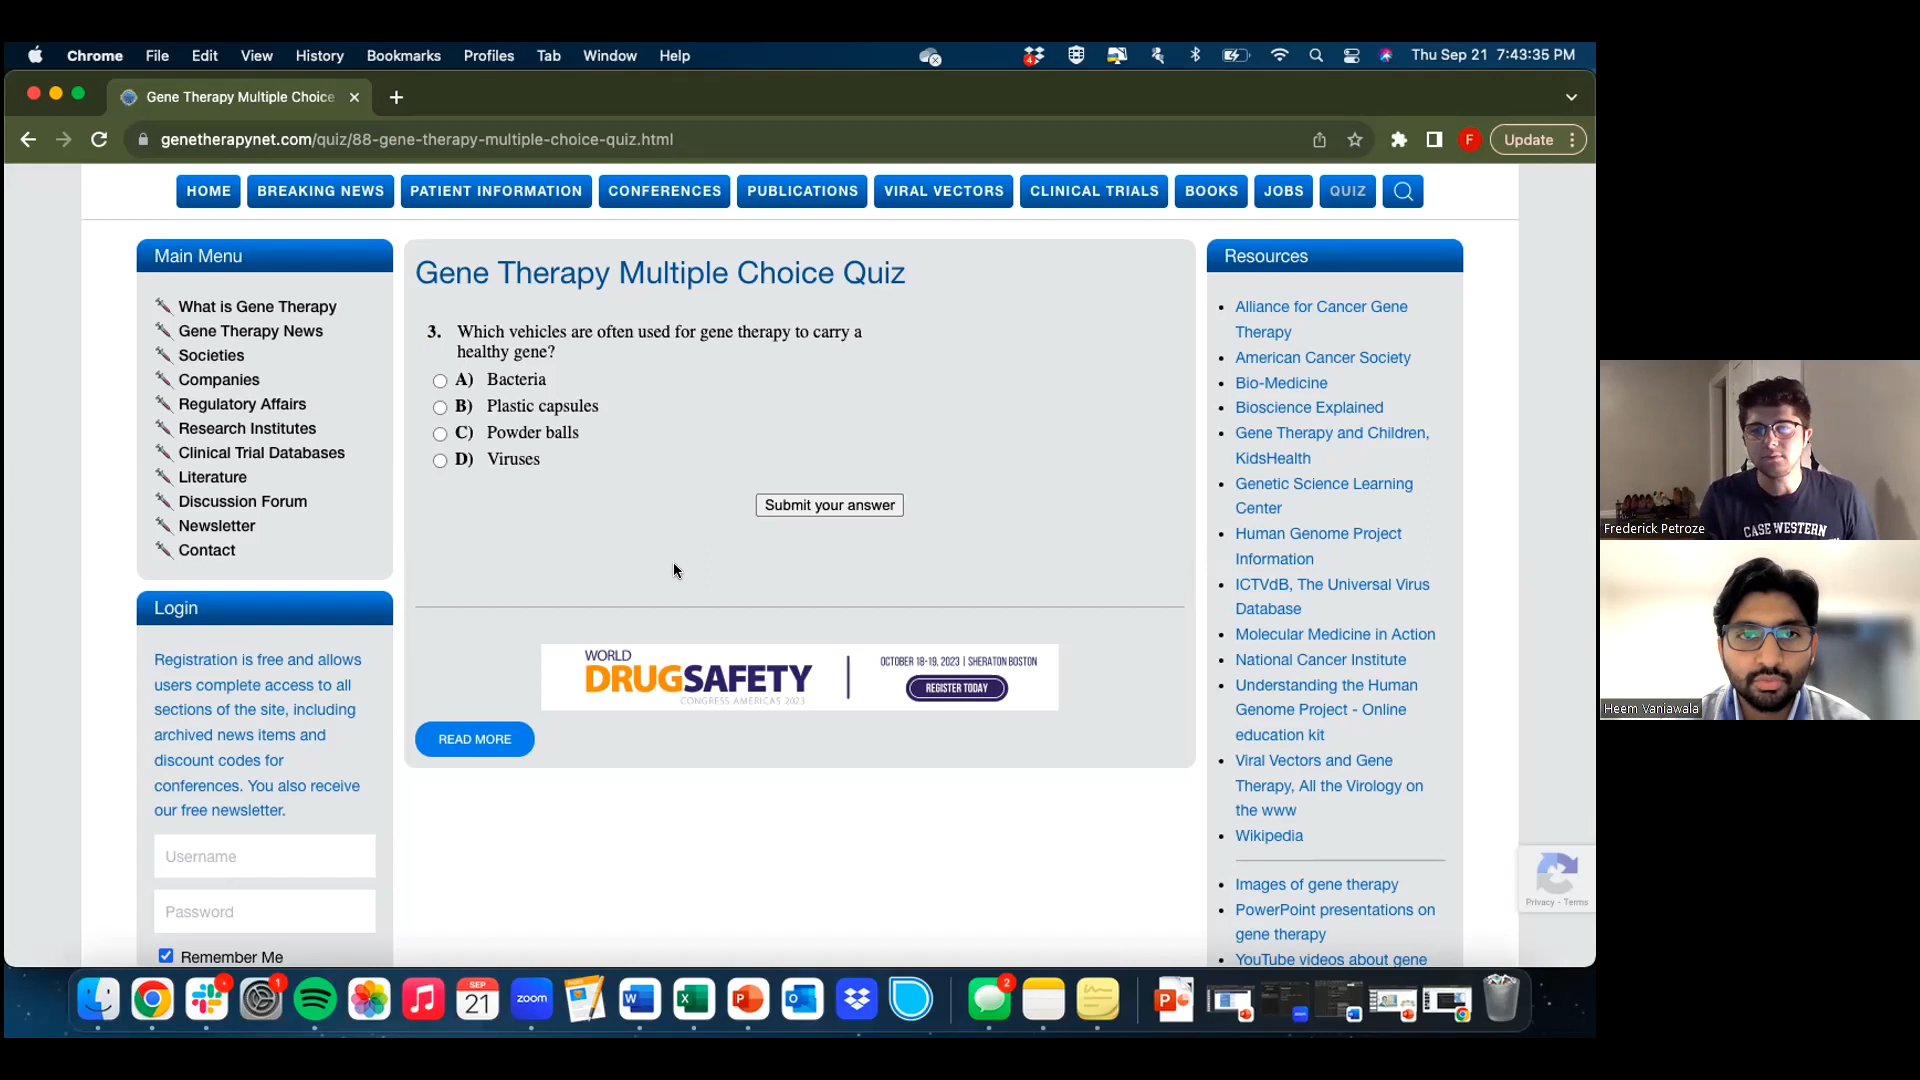 Chrome File Edit View History Bookmarks Profiles Tab Window Help
4
Thu Sep 21 7:43:35 PM
Gene Therapy Multiple Choice
genetherapynet.com/quiz/88-gene-therapy-multiple-choice-quiz.html
F
Update
HOME
BREAKING NEWS
PATIENT INFORMATION
CONFERENCES
PUBLICATIONS
VIRAL VECTORS
CLINICAL TRIALS
BOOKS
JOBS
QUIZ
Main Menu
What is Gene Therapy
Gene Therapy News
Societies
Companies
Regulatory Affairs
Research Institutes
Clinical Trial Databases
Literature
Discussion Forum
Newsletter
Contact
Login
Registration is free and allows
users complete access to all
sections of the site, including
archived news items and
discount codes for
conferences. You also receive
our free newsletter.
Username
Password
Remember Me
Gene Therapy Multiple Choice Quiz
3. Which vehicles are often used for gene therapy to carry a
healthy gene?
A) Bacteria
B) Plastic capsules
C) Powder balls
D) Viruses
Submit your answer
WORLD
DRUGSAFETY
CONGRESS AMERICAS 2023
OCTOBER 18-19, 2023 | SHERATON BOSTON
REGISTER TODAY
READ MORE
Resources
Alliance for Cancer Gene
Therapy
American Cancer Society
Bio-Medicine
Bioscience Explained
Gene Therapy and Children,
KidsHealth
Genetic Science Learning
Center
Human Genome Project
Information
ICTVdB, The Universal Virus
Database
Molecular Medicine in Action
National Cancer Institute
Understanding the Human
Genome Project - Online
education kit
Viral Vectors and Gene
Therapy, All the Virology on
the www
Wikipedia
Images of gene therapy
PowerPoint presentations on
gene therapy
YouTube videos about gene
Privacy - Terms
CASE WESTERN
Frederick Petroze
Heem Vaniawala
1
SEP
21
zoom
W
X
P
O
2
P